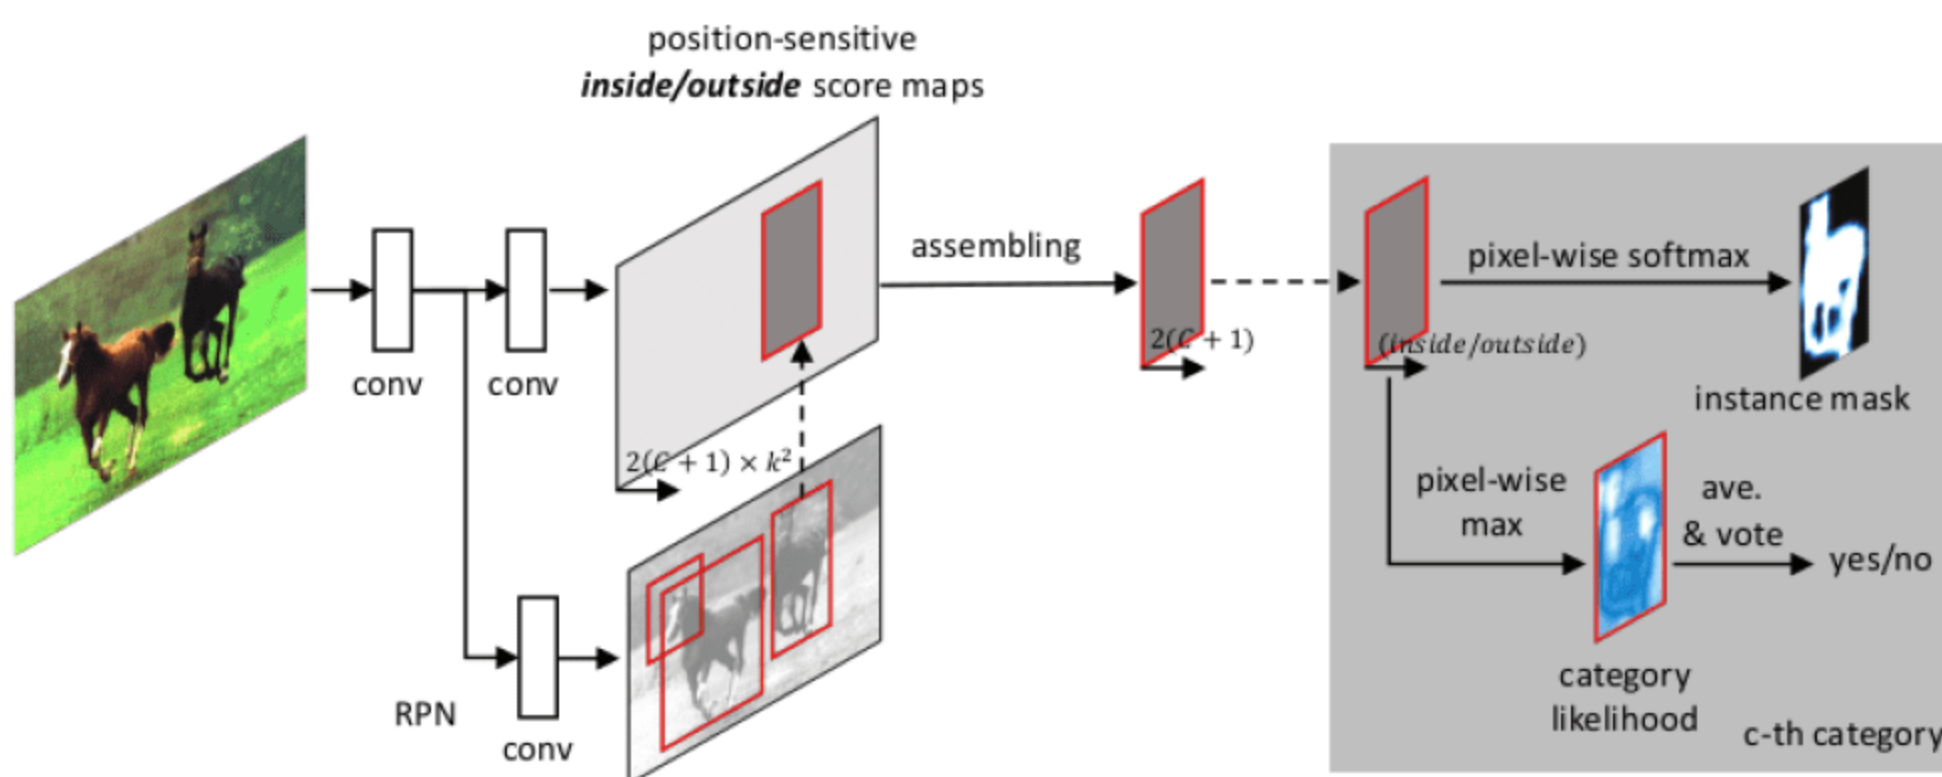 position-sensitive
inside/outside score maps
conv
conv
2(C + 1) × k²
assembling
2(C + 1)
pixel-wise softmax
(inside/outside)
instance mask
pixel-wise
max
ave.
& vote
yes/no
category
likelihood
c-th category
RPN
conv